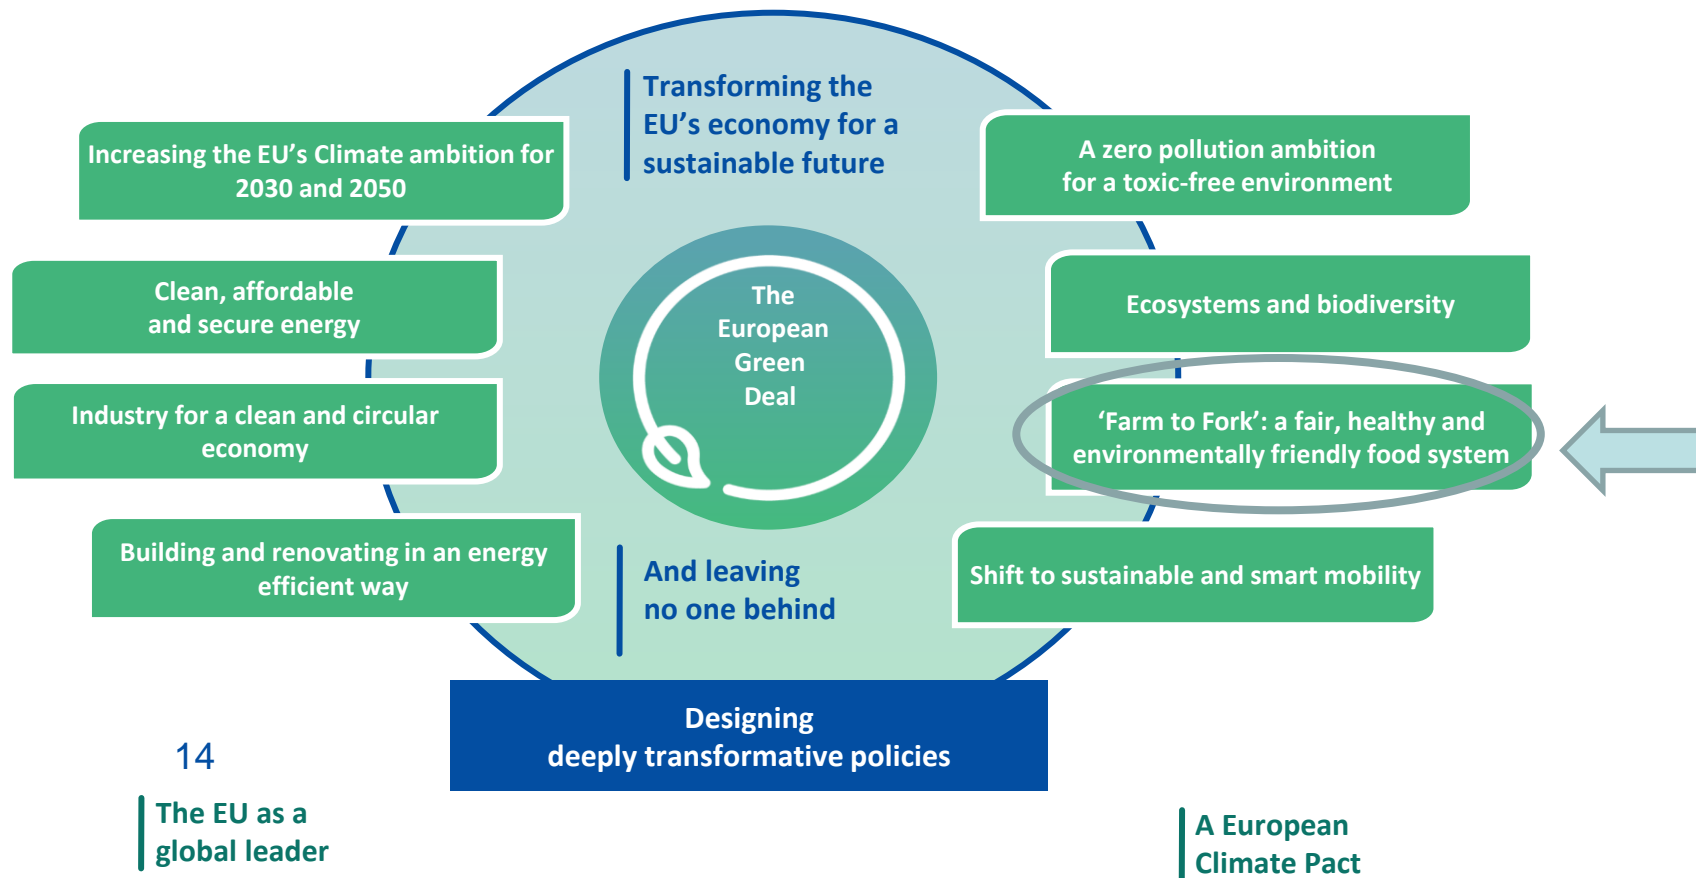 Transforming the
EU’s economy for a
sustainable future
Increasing the EU’s Climate ambition for
2030 and 2050
A zero pollution ambition
for a toxic-free environment
Clean, affordable
and secure energy
The
European
Green
Deal
Ecosystems and biodiversity
Industry for a clean and circular
economy
‘Farm to Fork’: a fair, healthy and
environmentally friendly food system
Building and renovating in an energy
efficient way
And leaving
no one behind
Shift to sustainable and smart mobility
Designing
deeply transformative policies
14
The EU as a
global leader
A European
Climate Pact